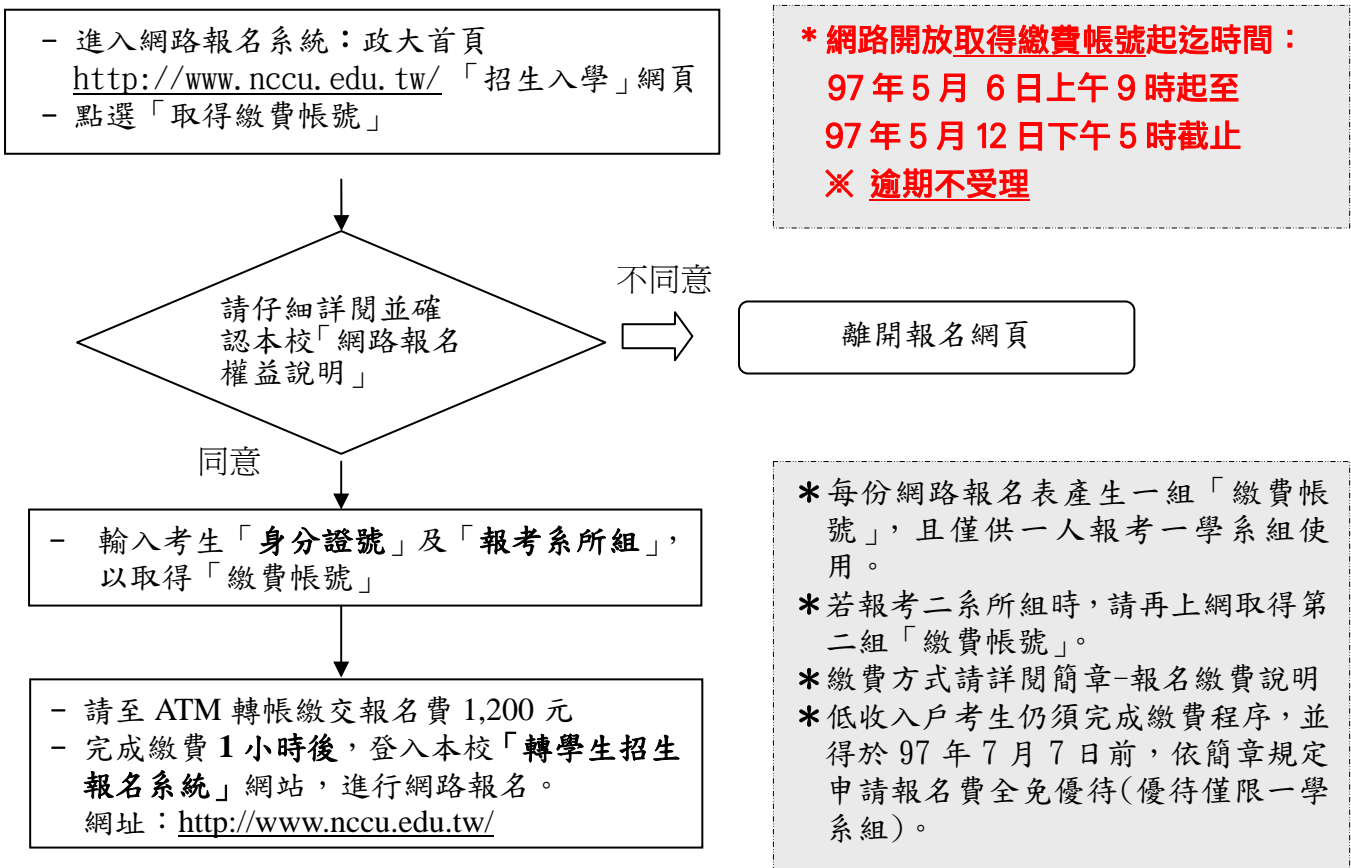 - 進入網路報名系統：政大首頁
http://www.nccu.edu.tw/「招生入學」網頁
- 點選「取得繳費帳號」
* 網路開放取得繳費帳號起迄時間：
97 年 5 月 6 日上午 9 時起至
97 年 5 月 12 日下午 5 時截止
※ 逾期不受理
請仔細詳閱並確
認本校「網路報名
權益說明」
不同意
離開報名網頁
同意
- 輸入考生「身分證號」及「報考系所組」，
以取得「繳費帳號」
- 請至 ATM 轉帳繳交報名費 1,200 元
- 完成繳費 1 小時後，登入本校「轉學生招生
報名系統」網站，進行網路報名。
網址：http://www.nccu.edu.tw/
＊每份網路報名表產生一組「繳費帳
號」，且僅供一人報考一學系組使
用。
＊若報考二系所組時，請再上網取得第
二組「繳費帳號」。
＊繳費方式請詳閱簡章-報名繳費說明
＊低收入戶考生仍須完成繳費程序，並
得於 97 年 7 月 7 日前，依簡章規定
申請報名費全免優待(優待僅限一學
系組)。